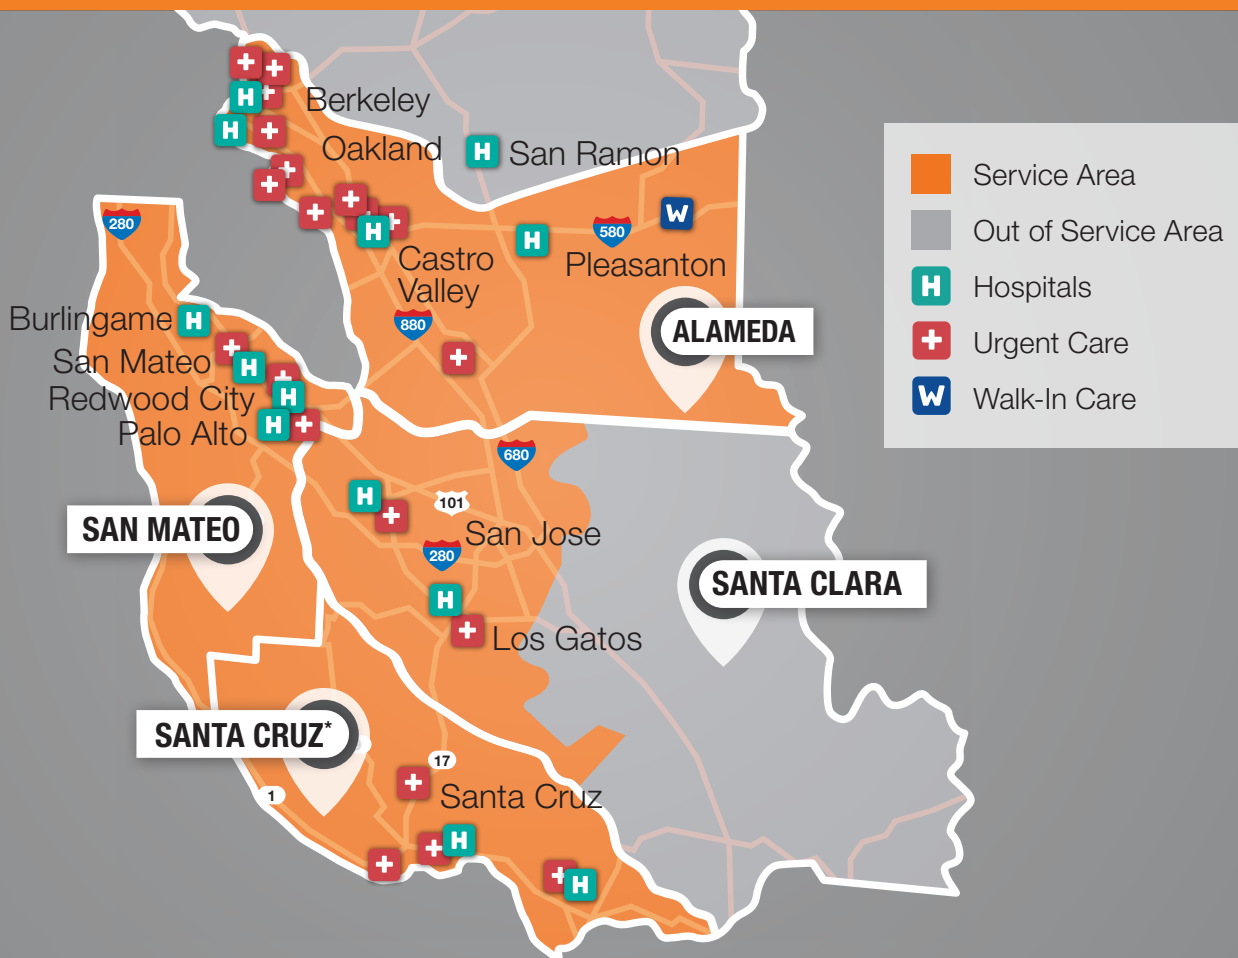 Berkeley
Oakland
H San Ramon
280
580
W
Castro
Valley
Pleasanton
Burlingame
880
ALAMEDA
San Mateo
Redwood City
Palo Alto
680
101
SAN MATEO
San Jose
280
SANTA CLARA
Los Gatos
SANTA CRUZ*
17
1
Santa Cruz
Service Area
Out of Service Area
H Hospitals
Urgent Care
W Walk-In Care